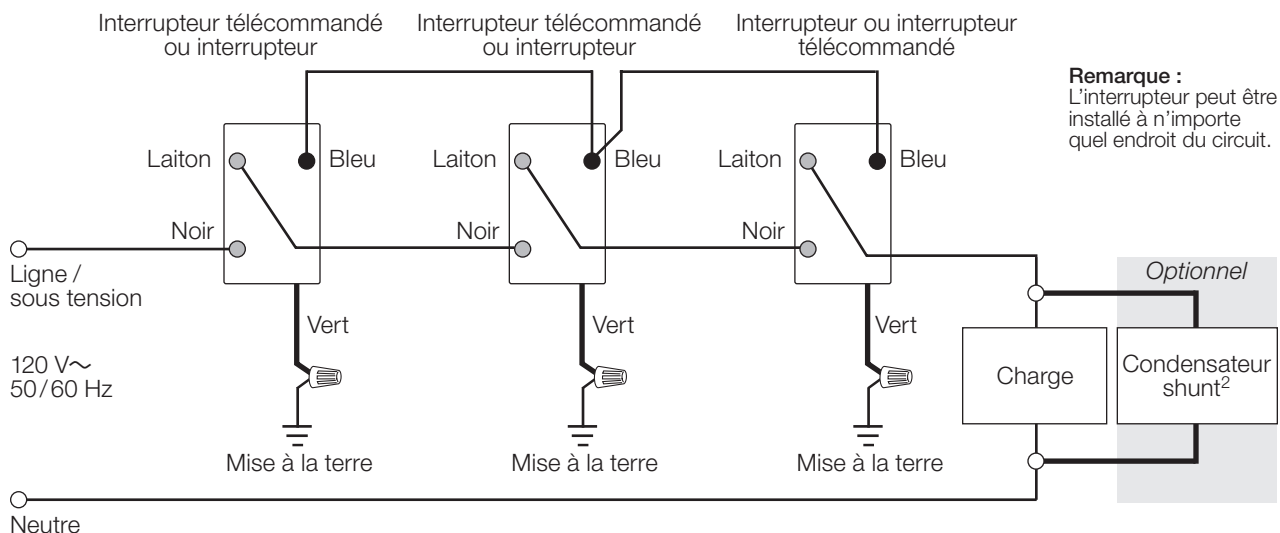 Interrupteur télécommandé
ou interrupteur
Interrupteur télécommandé
ou interrupteur
Interrupteur ou interrupteur
télécommandé
Remarque :
L’interrupteur peut être
installé à n’importe
quel endroit du circuit.
Laiton
Bleu
Laiton
Bleu
Laiton
Bleu
Noir
Noir
Noir
Ligne /
sous tension
Optionnel
Vert
Vert
Vert
120 V~
50/60 Hz
Charge
Condensateur
shunt²
Mise à la terre
Mise à la terre
Mise à la terre
Neutre